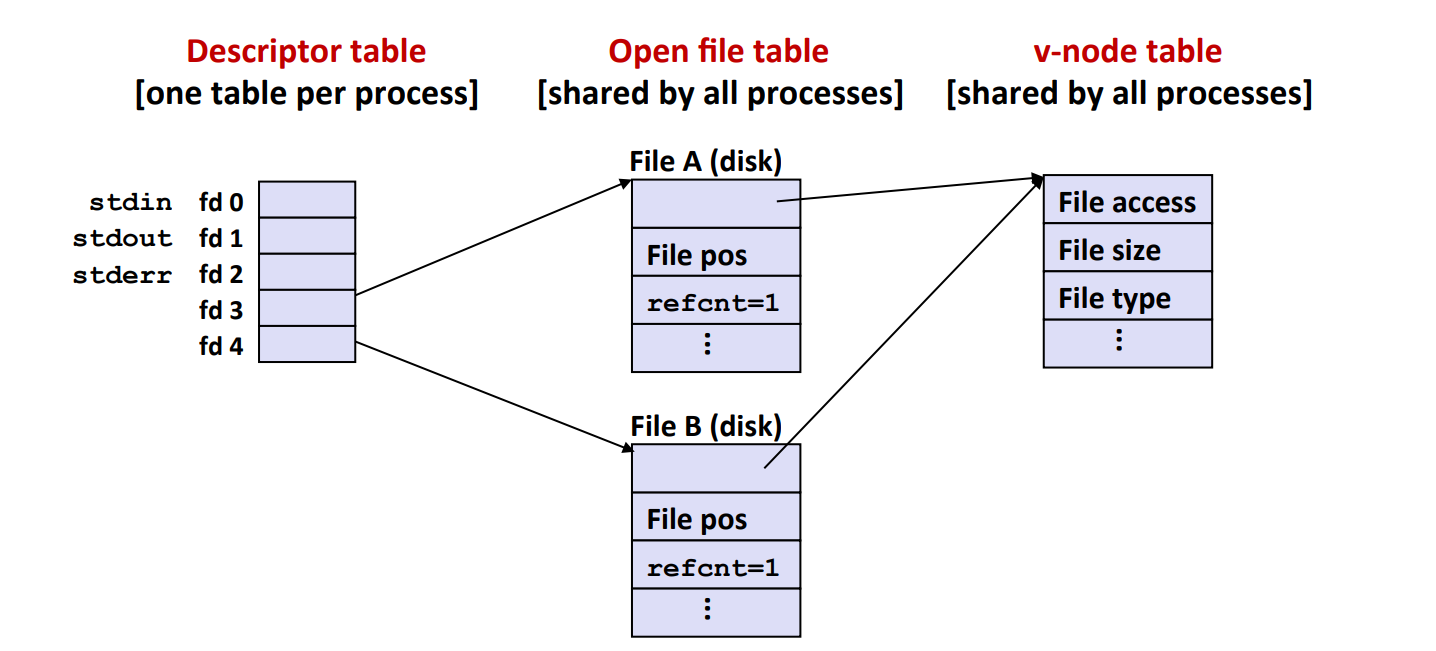 Descriptor table
[one table per process]
Open file table
[shared by all processes]
v-node table
[shared by all processes]
stdin fd 0
stdout fd 1
stderr fd 2
fd 3
fd 4
File A (disk)
File pos
refcnt=1
⋮
File B (disk)
File pos
refcnt=1
⋮
File access
File size
File type
⋮